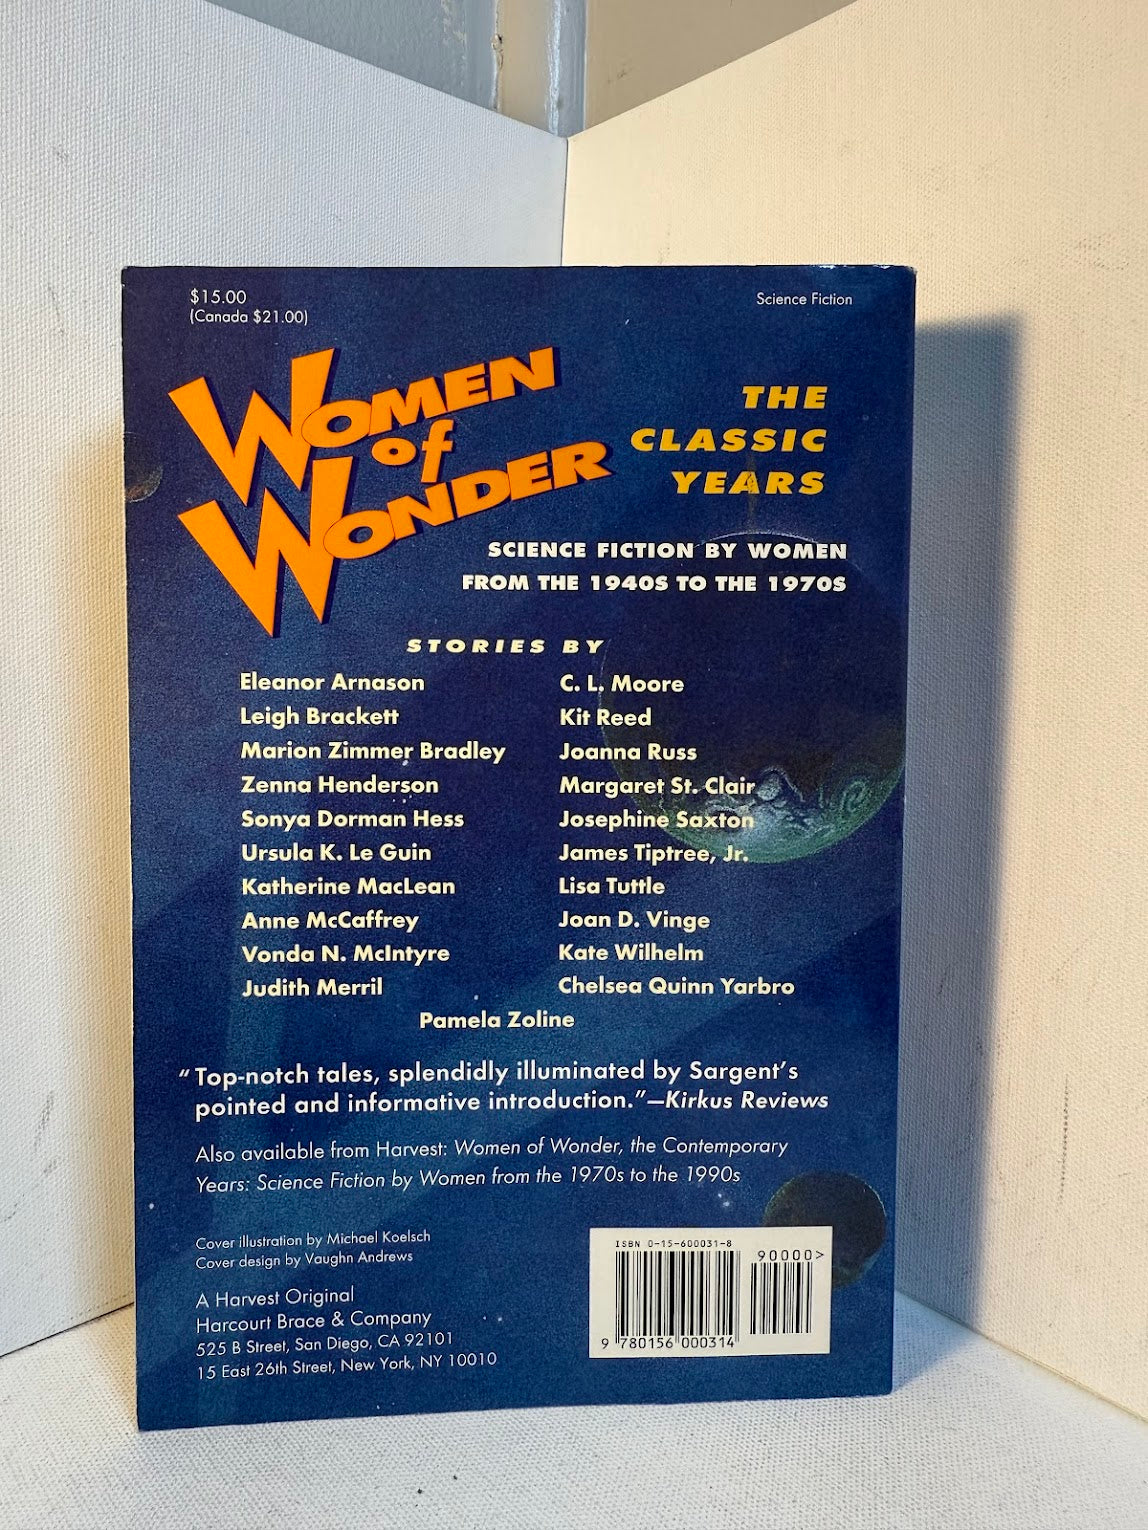 $15.00
(Canada $21.00)
Science Fiction
WOMEN
of
WONDER
THE
CLASSIC
YEARS
SCIENCE FICTION BY WOMEN
FROM THE 1940S TO THE 1970S
STORIES BY
Eleanor Arnason
Leigh Brackett
Marion Zimmer Bradley
Zenna Henderson
Sonya Dorman Hess
Ursula K. Le Guin
Katherine MacLean
Anne McCaffrey
Vonda N. McIntyre
Judith Merril
C. L. Moore
Kit Reed
Joanna Russ
Margaret St. Clair
Josephine Saxton
James Tiptree, Jr.
Lisa Tuttle
Joan D. Vinge
Kate Wilhelm
Chelsea Quinn Yarbro
Pamela Zoline
“Top-notch tales, splendidly illuminated by Sargent’s
pointed and informative introduction.”—Kirkus Reviews
Also available from Harvest: Women of Wonder, the Contemporary
Years: Science Fiction by Women from the 1970s to the 1990s
Cover illustration by Michael Koelsch
Cover design by Vaughn Andrews
A Harvest Original
Harcourt Brace & Company
525 B Street, San Diego, CA 92101
15 East 26th Street, New York, NY 10010
ISBN 0-15-600031-8
90000>
9 780156 000314